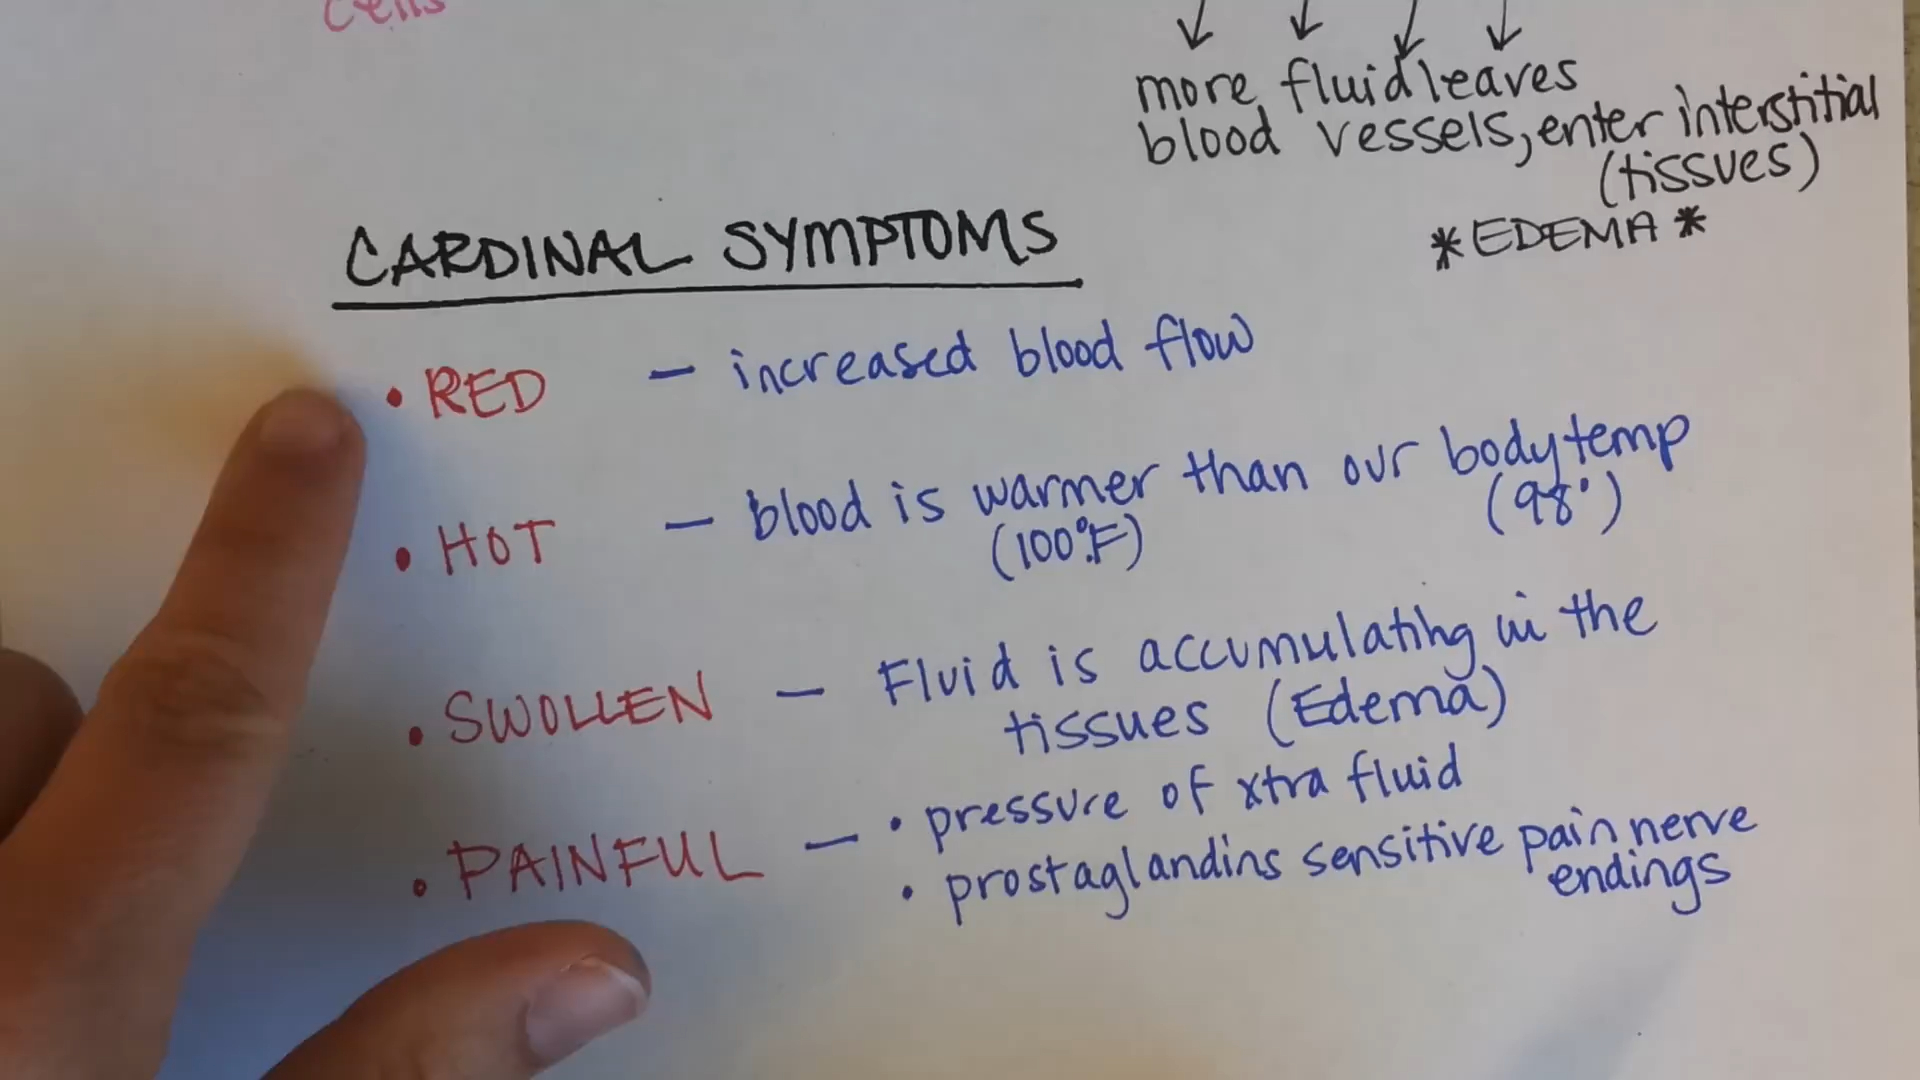 cells
more fluid leaves
blood vessels, enter interstitial
(tissues)
*EDEMA*
CARDINAL SYMPTOMS
• RED — increased blood flow
• HOT — blood is warmer than our body temp
(100°F) (98°)
• SWOLLEN — Fluid is accumulating in the
tissues (Edema)
• PAINFUL — • pressure of xtra fluid
• prostaglandins sensitive pain nerve
endings